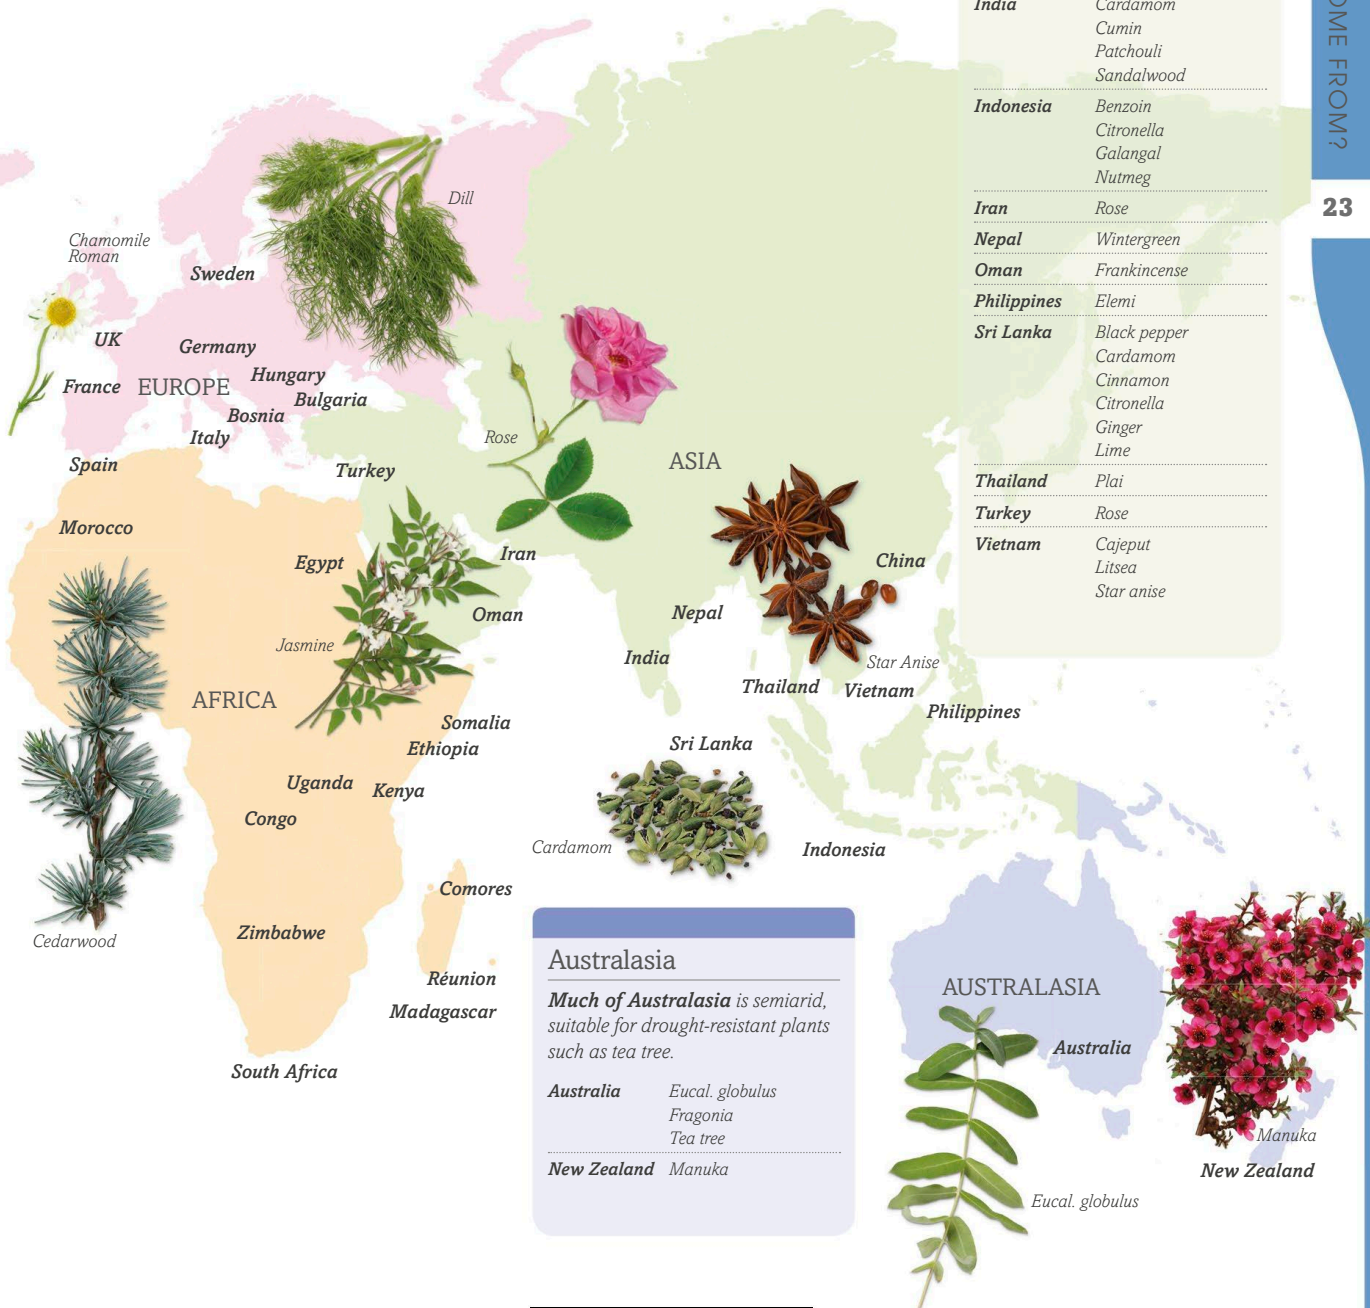 India Cardamom
Cumin
Patchouli
Sandalwood
Indonesia Benzoin
Citronella
Galangal
Nutmeg
Iran Rose
Nepal Wintergreen
Oman Frankincense
Philippines Elemi
Sri Lanka Black pepper
Cardamom
Cinnamon
Citronella
Ginger
Lime
Thailand Plai
Turkey Rose
Vietnam Cajeput
Litsea
Star anise
OME FROM?
23
Dill
Chamomile
Roman
Sweden
UK
Germany
France
EUROPE
Hungary
Bulgaria
Bosnia
Italy
Spain
Rose
ASIA
Turkey
Morocco
Egypt
Iran
China
Oman
Nepal
Jasmine
India
Star Anise
Thailand
Vietnam
AFRICA
Philippines
Somalia
Ethiopia
Sri Lanka
Uganda
Kenya
Congo
Cardamom
Indonesia
Comores
Zimbabwe
Cedarwood
Réunion
Madagascar
South Africa
Australasia
Much of Australasia is semiarid,
suitable for drought-resistant plants
such as tea tree.
Australia Eucal. globulus
Fragonia
Tea tree
New Zealand Manuka
AUSTRALASIA
Australia
Manuka
New Zealand
Eucal. globulus